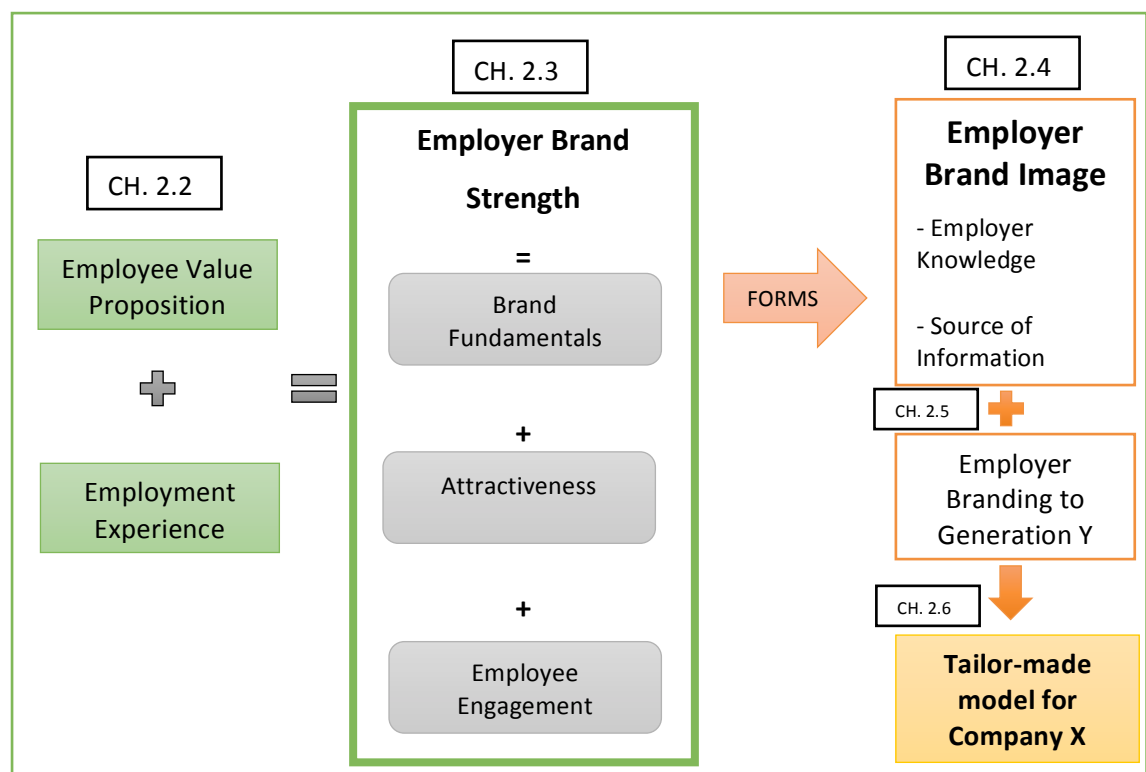 CH. 2.2
Employee Value
Proposition
+
Employment
Experience
=
CH. 2.3
Employer Brand
Strength
=
Brand
Fundamentals
+
Attractiveness
+
Employee
Engagement
FORMS
CH. 2.4
Employer
Brand Image
- Employer
Knowledge
- Source of
Information
CH. 2.5
+
Employer
Branding to
Generation Y
CH. 2.6
Tailor-made
model for
Company X